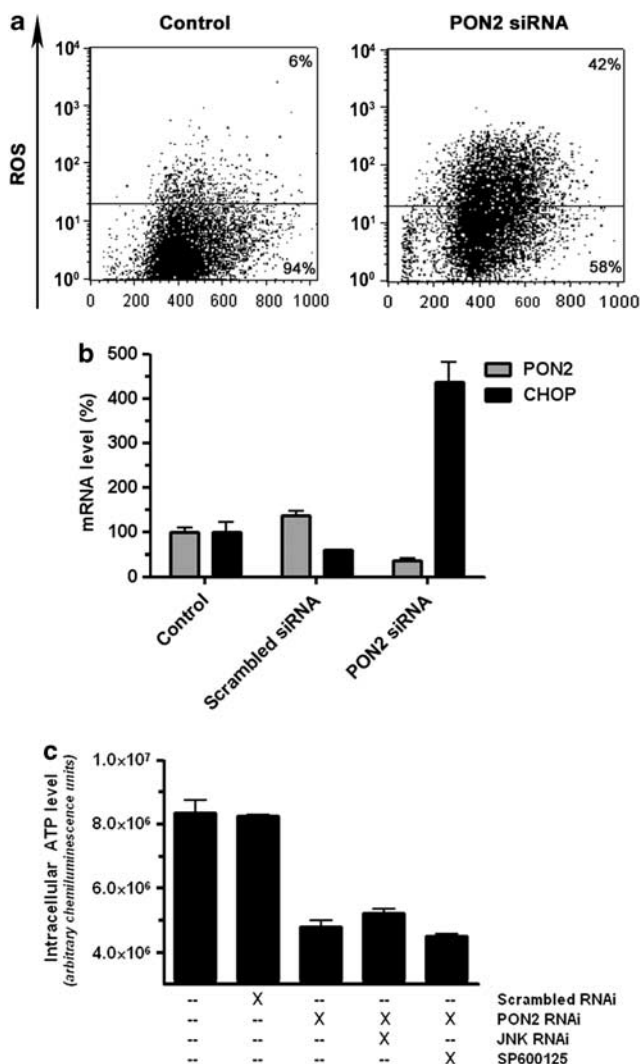 a
Control
PON2 siRNA
ROS
10⁴
10³
10²
10¹
10⁰
6%
94%
0 200 400 600 800 1000
10⁴
10³
10²
10¹
10⁰
42%
58%
0 200 400 600 800 1000
b
mRNA level (%)
500
400
300
200
100
0
PON2
CHOP
Control
Scrambled siRNA
PON2 siRNA
c
Intracellular ATP level
(arbitrary chemiluminescence units)
1.0×10⁷
8.0×10⁶
6.0×10⁶
4.0×10⁶
-- X -- -- -- Scrambled RNAi
-- -- X X X PON2 RNAi
-- -- -- X -- JNK RNAi
-- -- -- -- X SP600125